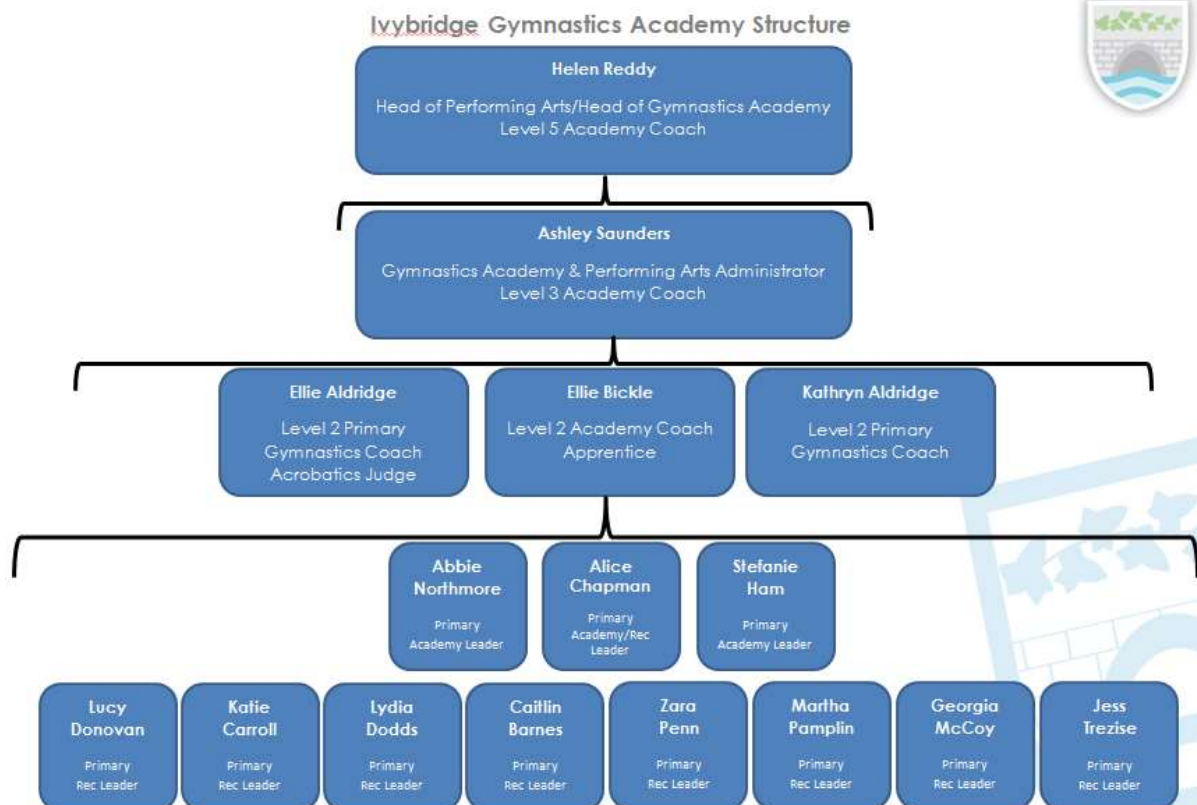 Ivybridge Gymnastics Academy Structure
Helen Reddy
Head of Performing Arts/Head of Gymnastics Academy
Level 5 Academy Coach
Ashley Saunders
Gymnastics Academy & Performing Arts Administrator
Level 3 Academy Coach
Ellie Aldridge
Level 2 Primary
Gymnastics Coach
Acrobatics Judge
Ellie Bickle
Level 2 Academy Coach
Apprentice
Kathryn Aldridge
Level 2 Primary
Gymnastics Coach
Abbie
Northmore
Primary
Academy Leader
Alice
Chapman
Primary
Academy/Rec
Leader
Stefanie
Ham
Primary
Academy Leader
Lucy
Donovan
Primary
Rec Leader
Katie
Carroll
Primary
Rec Leader
Lydia
Dodds
Primary
Rec Leader
Caitlin
Barnes
Primary
Rec Leader
Zara
Penn
Primary
Rec Leader
Martha
Pamplin
Primary
Rec Leader
Georgia
McCoy
Primary
Rec Leader
Jess
Trezise
Primary
Rec Leader